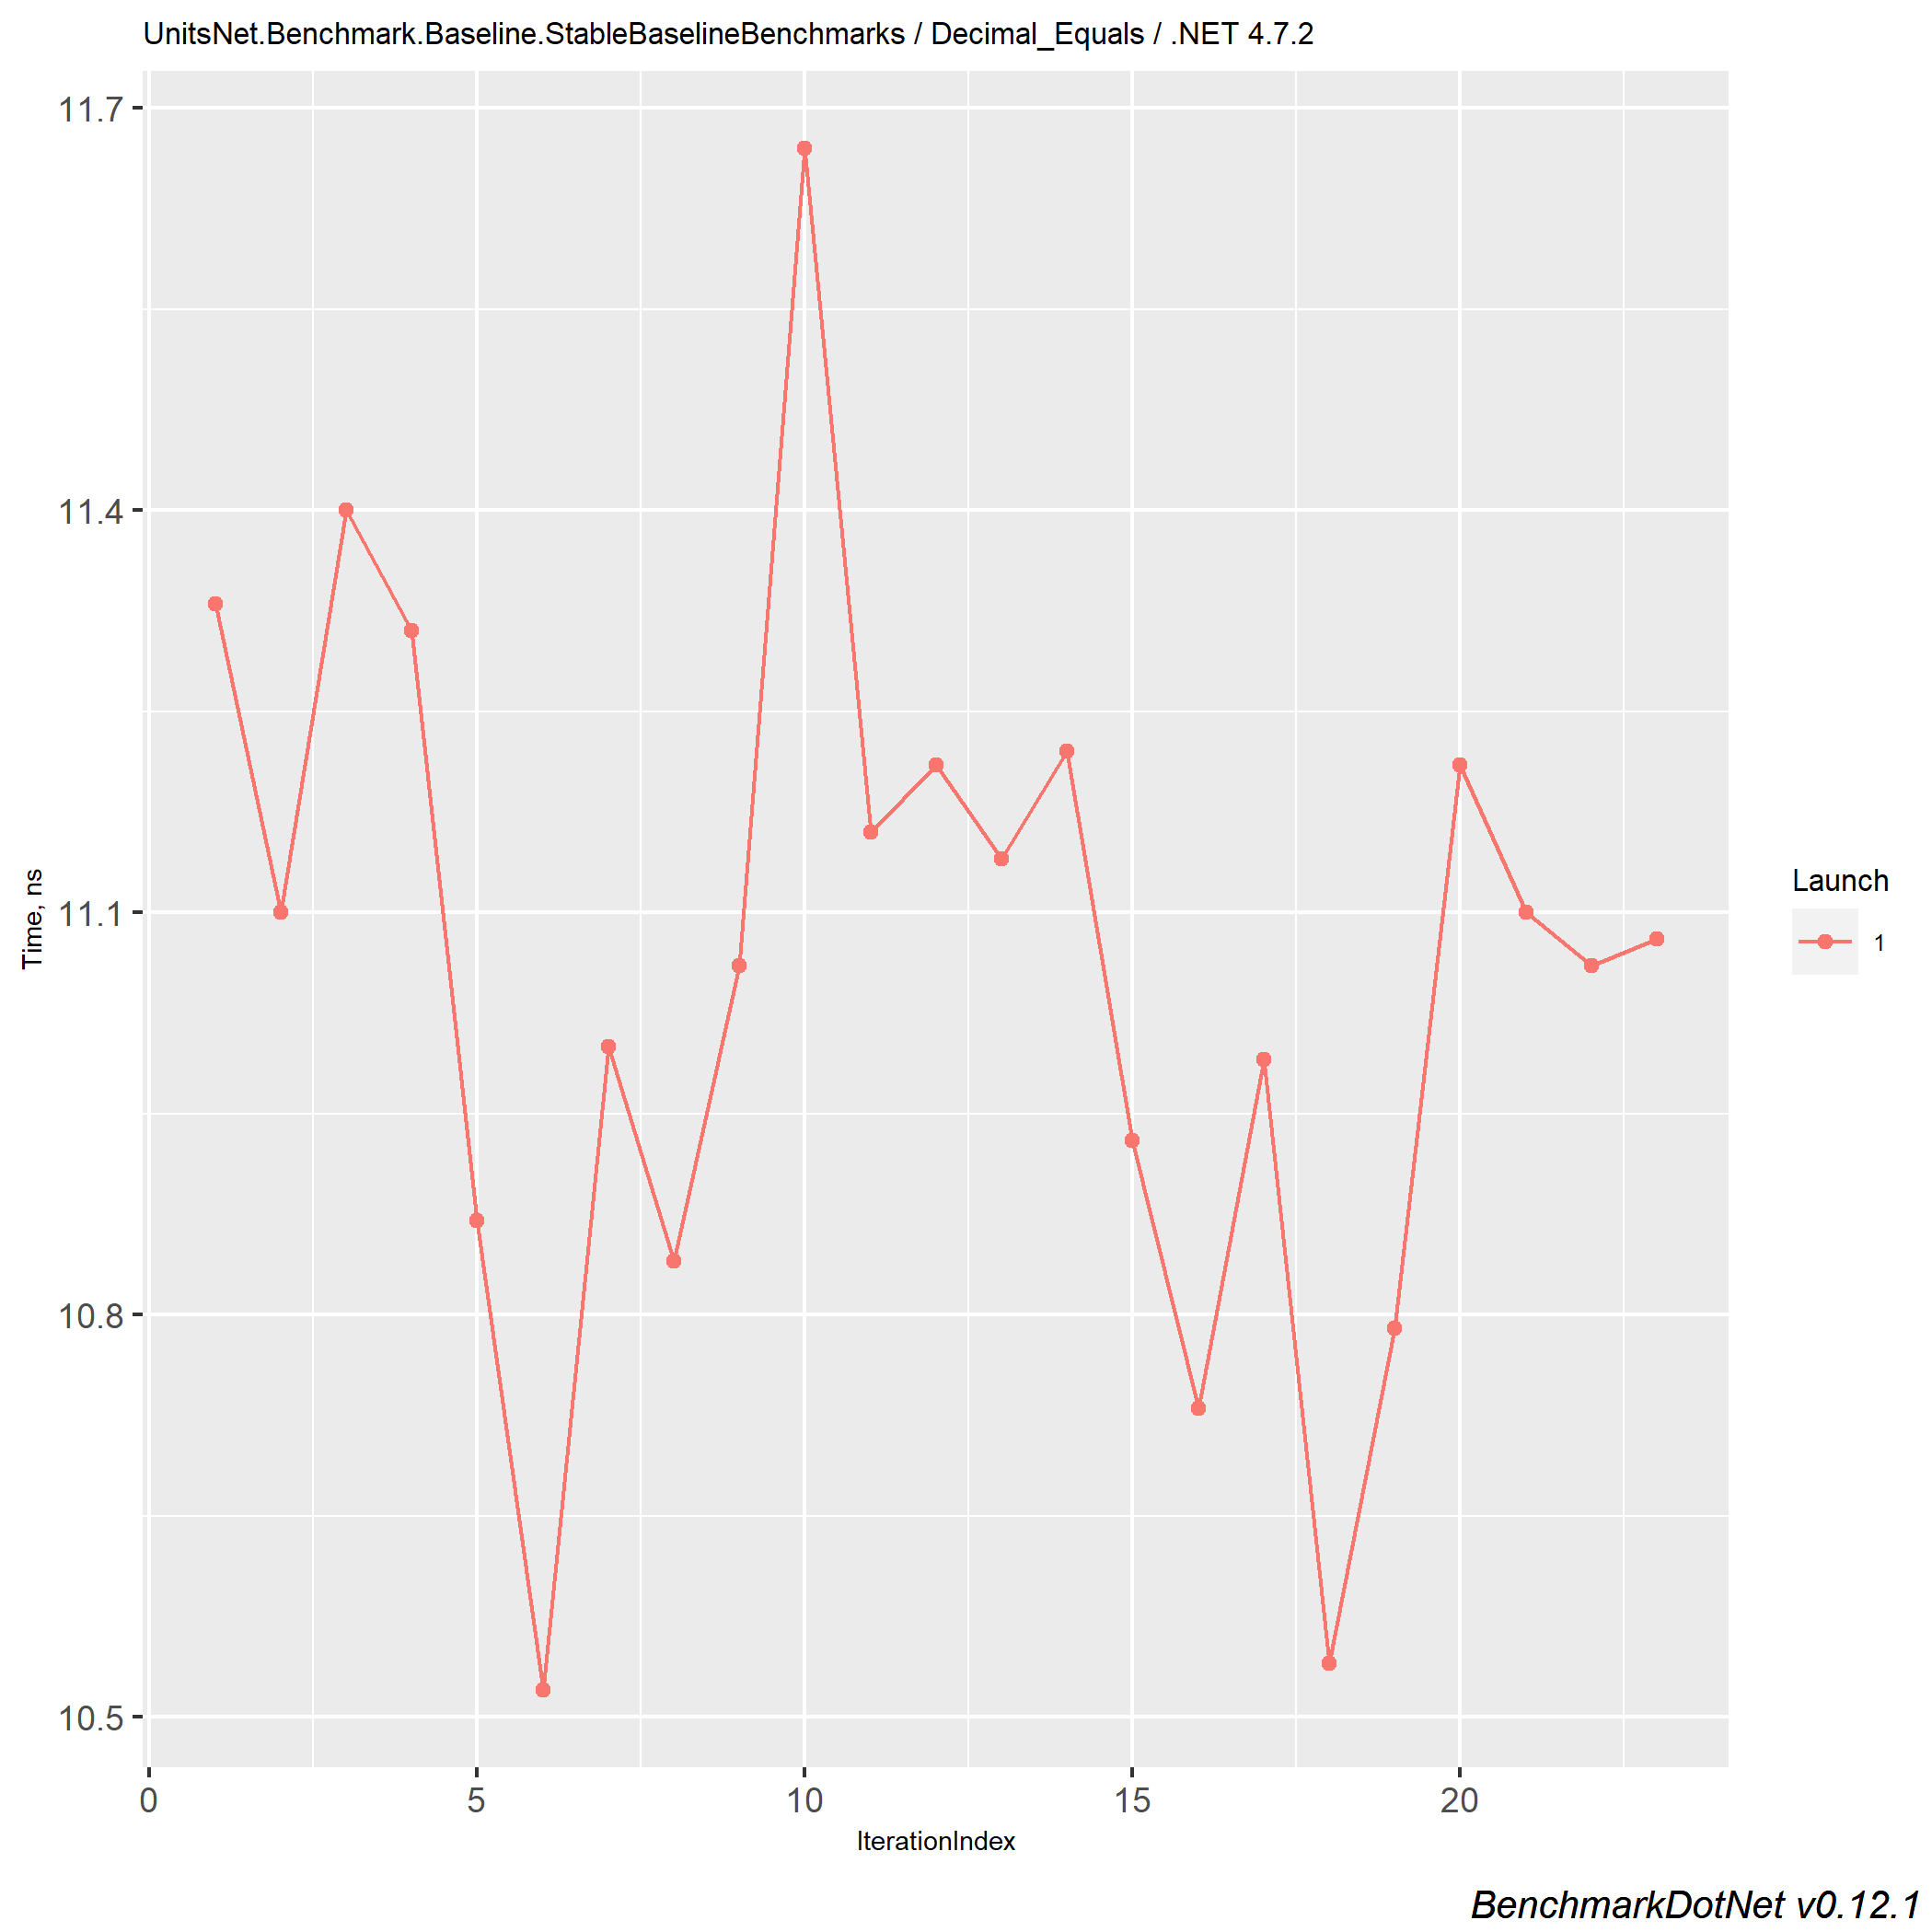 UnitsNet.Benchmark.Baseline.StableBaselineBenchmarks / Decimal_Equals / .NET 4.7.2
11.7
11.4
11.1
10.8
10.5
Time, ns
0 5 10 15 20
IterationIndex
Launch
1
BenchmarkDotNet v0.12.1